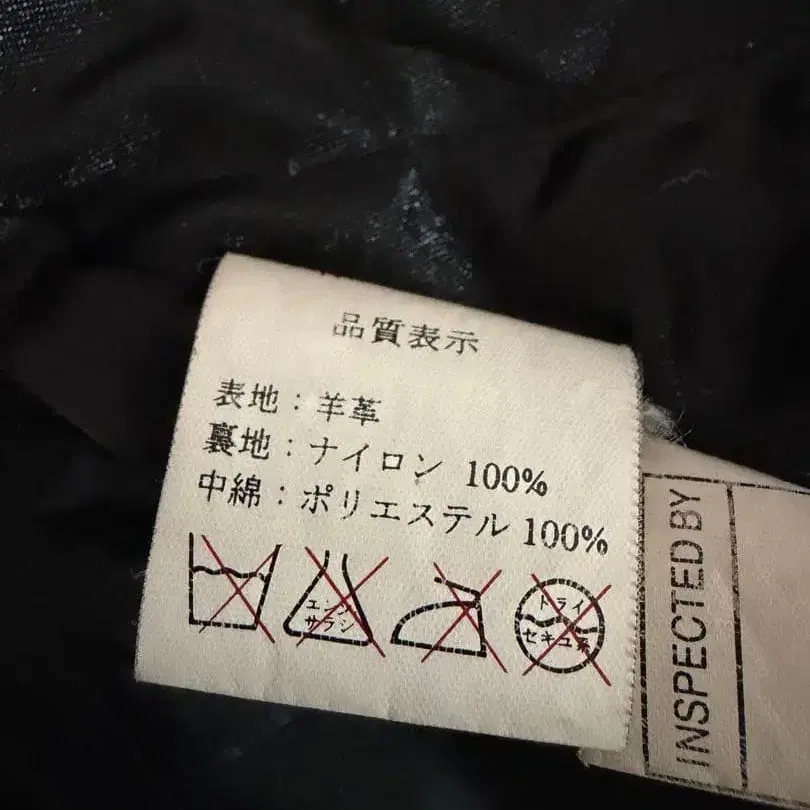 品質表示
表地：羊革
裏地：ナイロン 100%
中綿：ポリエステル 100%
エンソ
サラシ
ドライ
セキユ系
INSPECTED BY